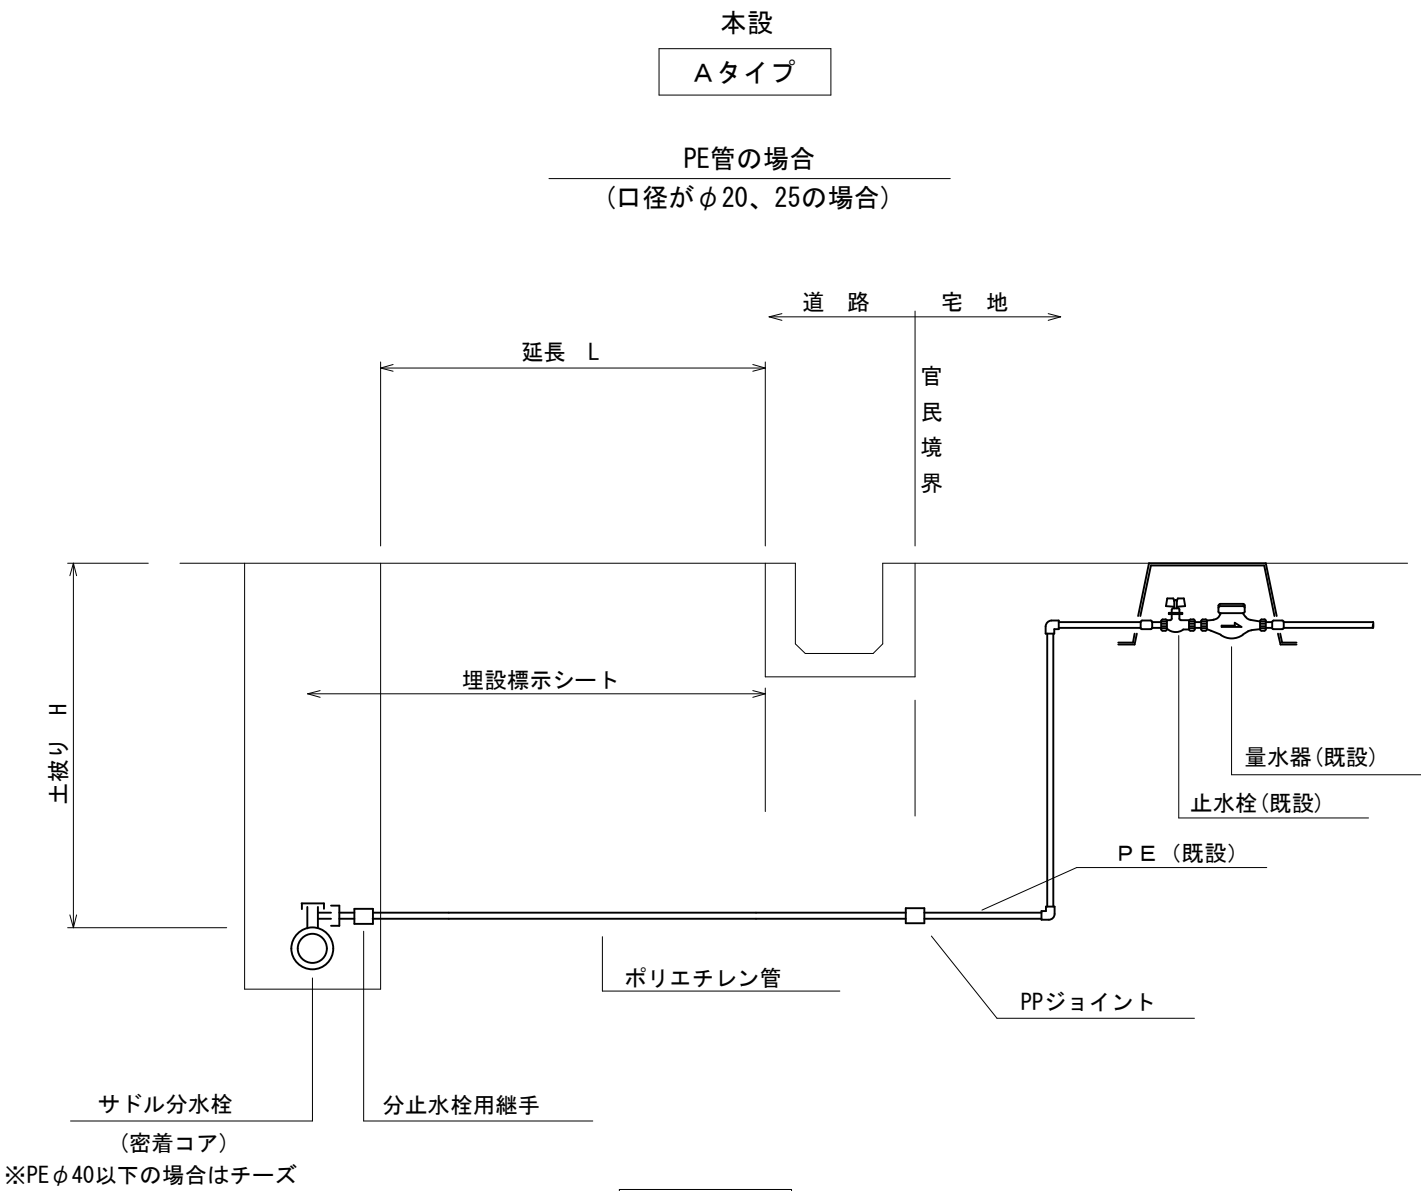 本設
Aタイプ
PE管の場合
(口径がφ20、25の場合)
道 路
宅 地
延長 L
官民境界
埋設標示シート
土被り H
量水器(既設)
止水栓(既設)
PE (既設)
ポリエチレン管
PPジョイント
サドル分水栓
分止水栓用継手
(密着コア)
※PEφ40以下の場合はチーズ